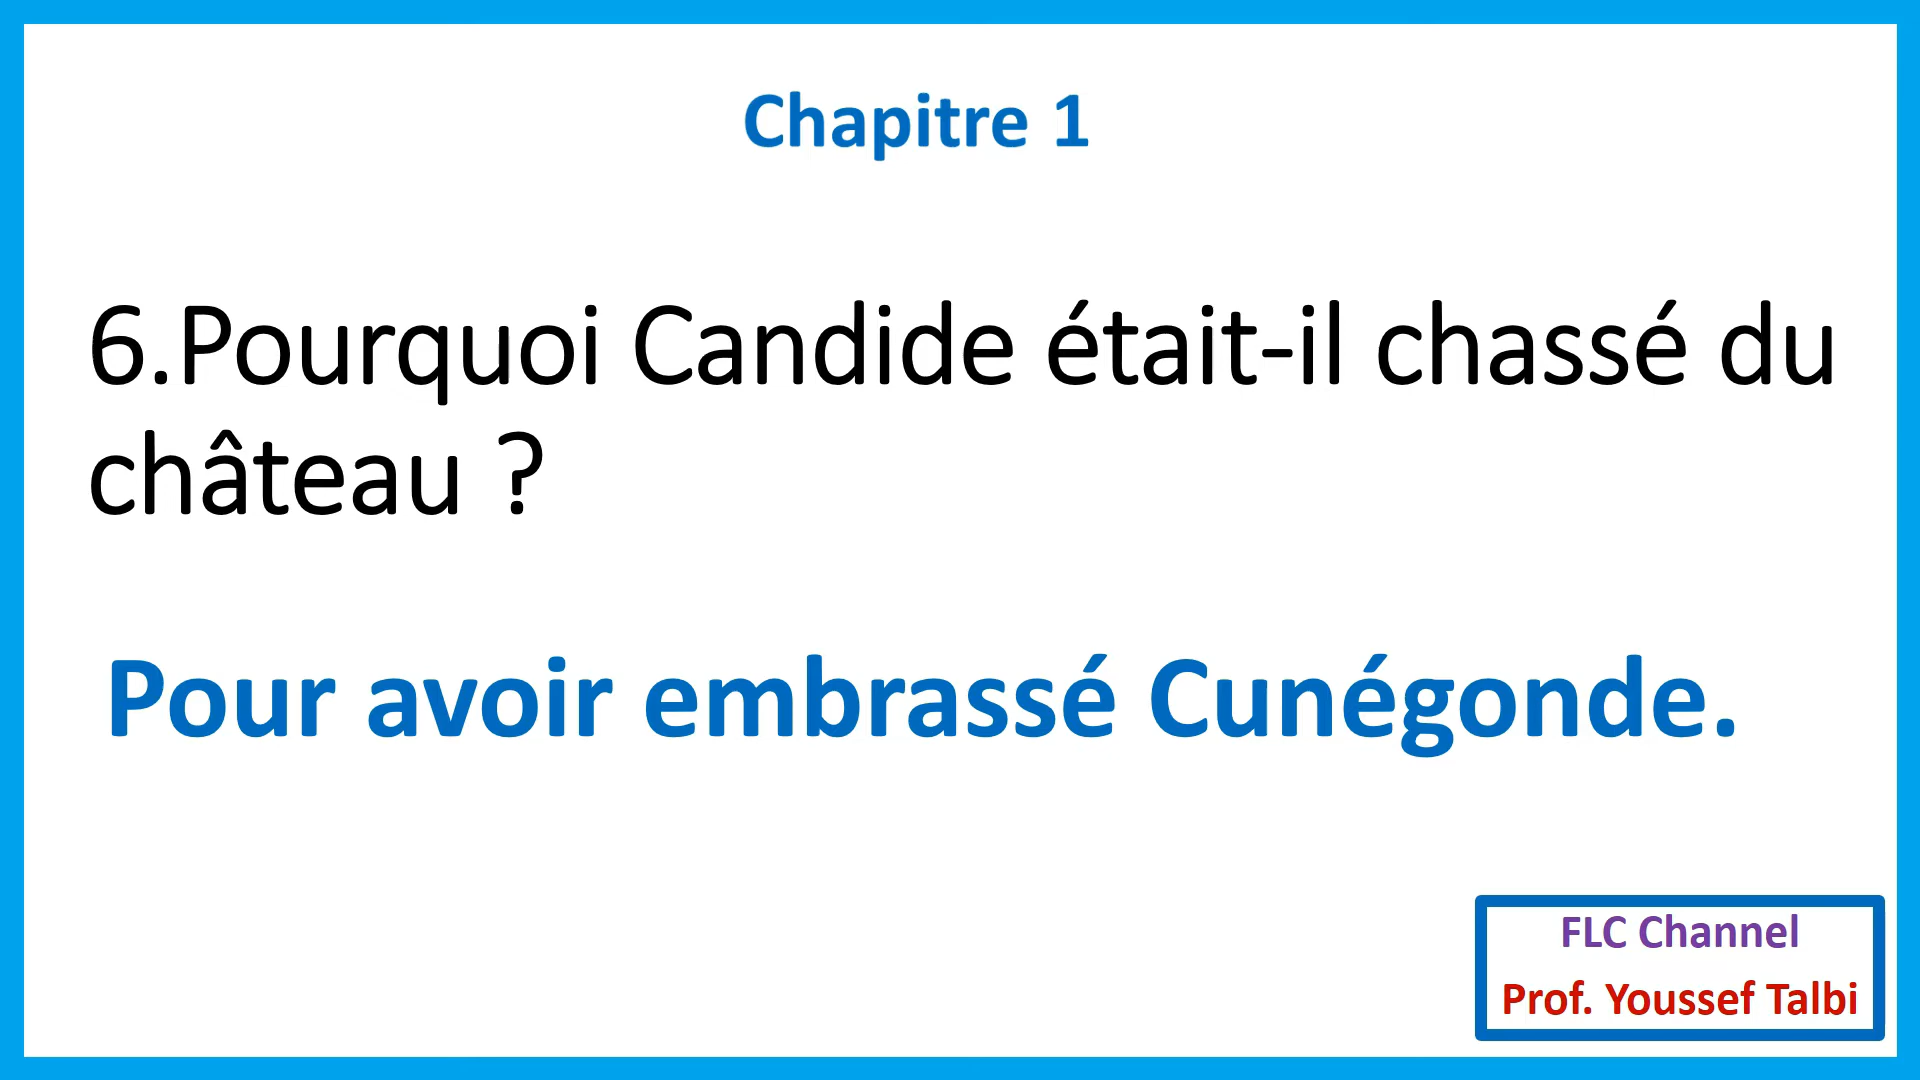 Chapitre 1
6.Pourquoi Candide était-il chassé du
château ?
Pour avoir embrassé Cunégonde.
FLC Channel
Prof. Youssef Talbi